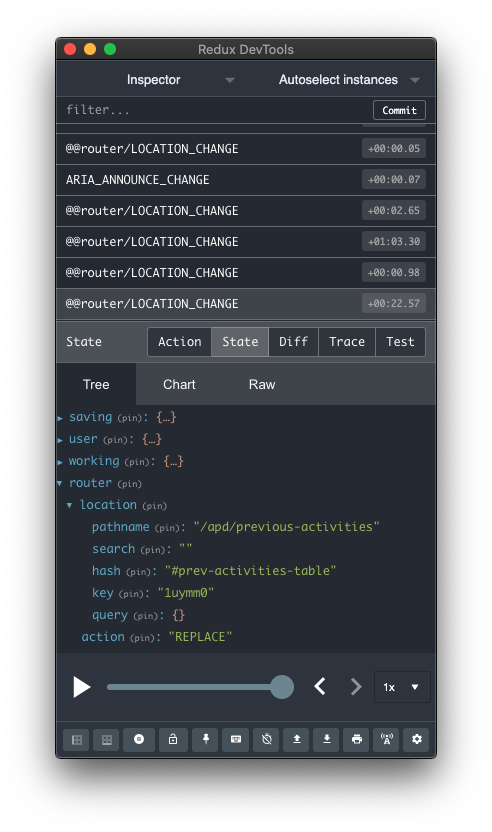 Redux DevTools
Inspector Autoselect instances
filter... Commit
@@router/LOCATION_CHANGE +00:00.05
ARIA_ANNOUNCE_CHANGE +00:00.07
@@router/LOCATION_CHANGE +00:02.65
@@router/LOCATION_CHANGE +01:03.30
@@router/LOCATION_CHANGE +00:00.98
@@router/LOCATION_CHANGE +00:22.57
State Action State Diff Trace Test
Tree Chart Raw
▶ saving (pin): {…}
▶ user (pin): {…}
▶ working (pin): {…}
▼ router (pin)
▼ location (pin)
pathname (pin): "/apd/previous-activities"
search (pin): ""
hash (pin): "#prev-activities-table"
key (pin): "1uymm0"
query (pin): {}
action (pin): "REPLACE"
1x